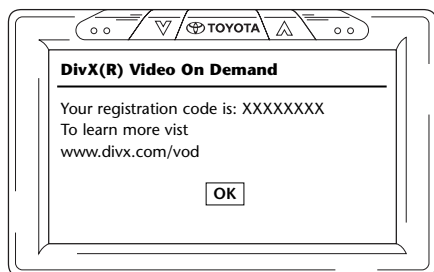 TOYOTA
DivX(R) Video On Demand
Your registration code is: XXXXXXXX
To learn more vist
www.divx.com/vod
OK